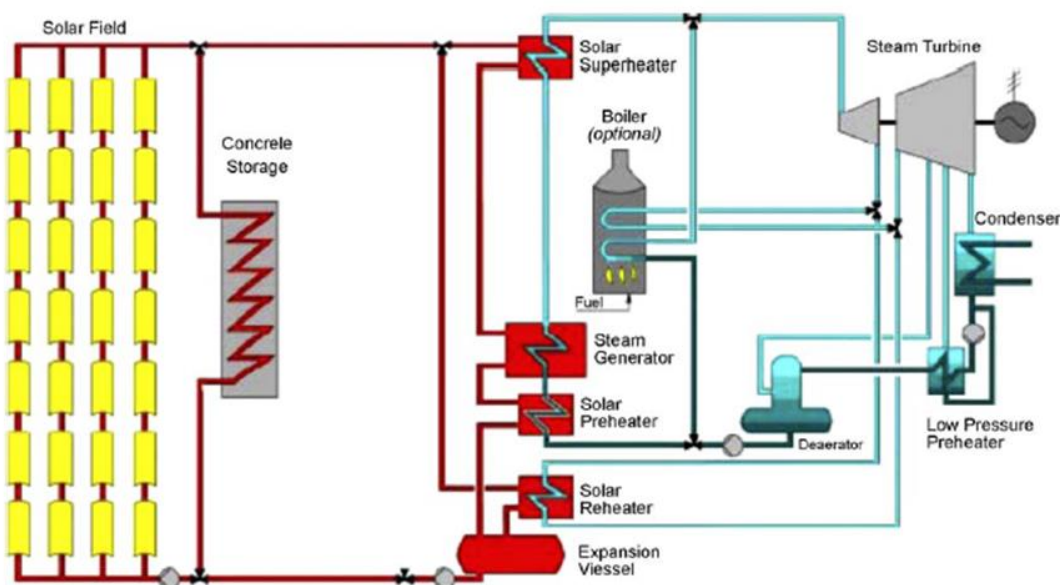 Solar Field
Concrete
Storage
Solar
Superheater
Boiler
(optional)
Fuel
Steam Turbine
Condenser
Steam
Generator
Solar
Preheater
Deaerator
Low Pressure
Preheater
Solar
Reheater
Expansion
Viessel